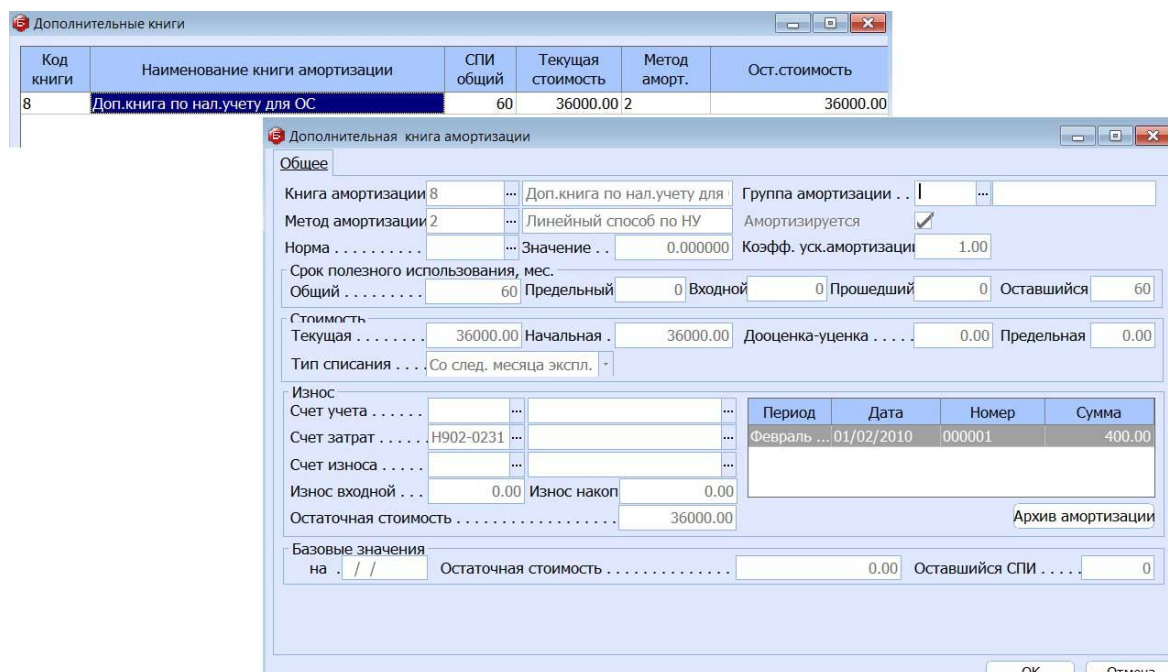 Дополнительные книги
Код книги Наименование книги амортизации СПИ общий Текущая стоимость Метод аморт. Ост.стоимость
8 Доп.книга по нал.учету для ОС 60 36000.00 2 36000.00
Дополнительная книга амортизации
Общее
Книга амортизации 8 ... Доп.книга по нал.учету для Группа амортизации . . ...
Метод амортизации 2 ... Линейный способ по НУ Амортизируется
Норма . . . . . . . . . . ... Значение . . 0.000000 Коэфф. уск.амортизаци 1.00
Срок полезного использования, мес.
Общий . . . . . . . . . 60 Предельный 0 Входной 0 Прошедший 0 Оставшийся 60
Стоимость
Текущая . . . . . . . . 36000.00 Начальная . 36000.00 Дооценка-уценка . . . . . 0.00 Предельная 0.00
Тип списания . . . . Со след. месяца экспл.
Износ
Счет учета . . . . . . ... ...
Счет затрат . . . . . . Н902-0231 ... ...
Счет износа . . . . . ... ...
Износ входной . . . 0.00 Износ накоп 0.00
Остаточная стоимость . . . . . . . . . . . . . . . . . . 36000.00
Период Дата Номер Сумма
Февраль ... 01/02/2010 000001 400.00
Архив амортизации
Базовые значения
на . / / Остаточная стоимость . . . . . . . . . . . . . . 0.00 Оставшийся СПИ . . . . . 0
ОК Отмена